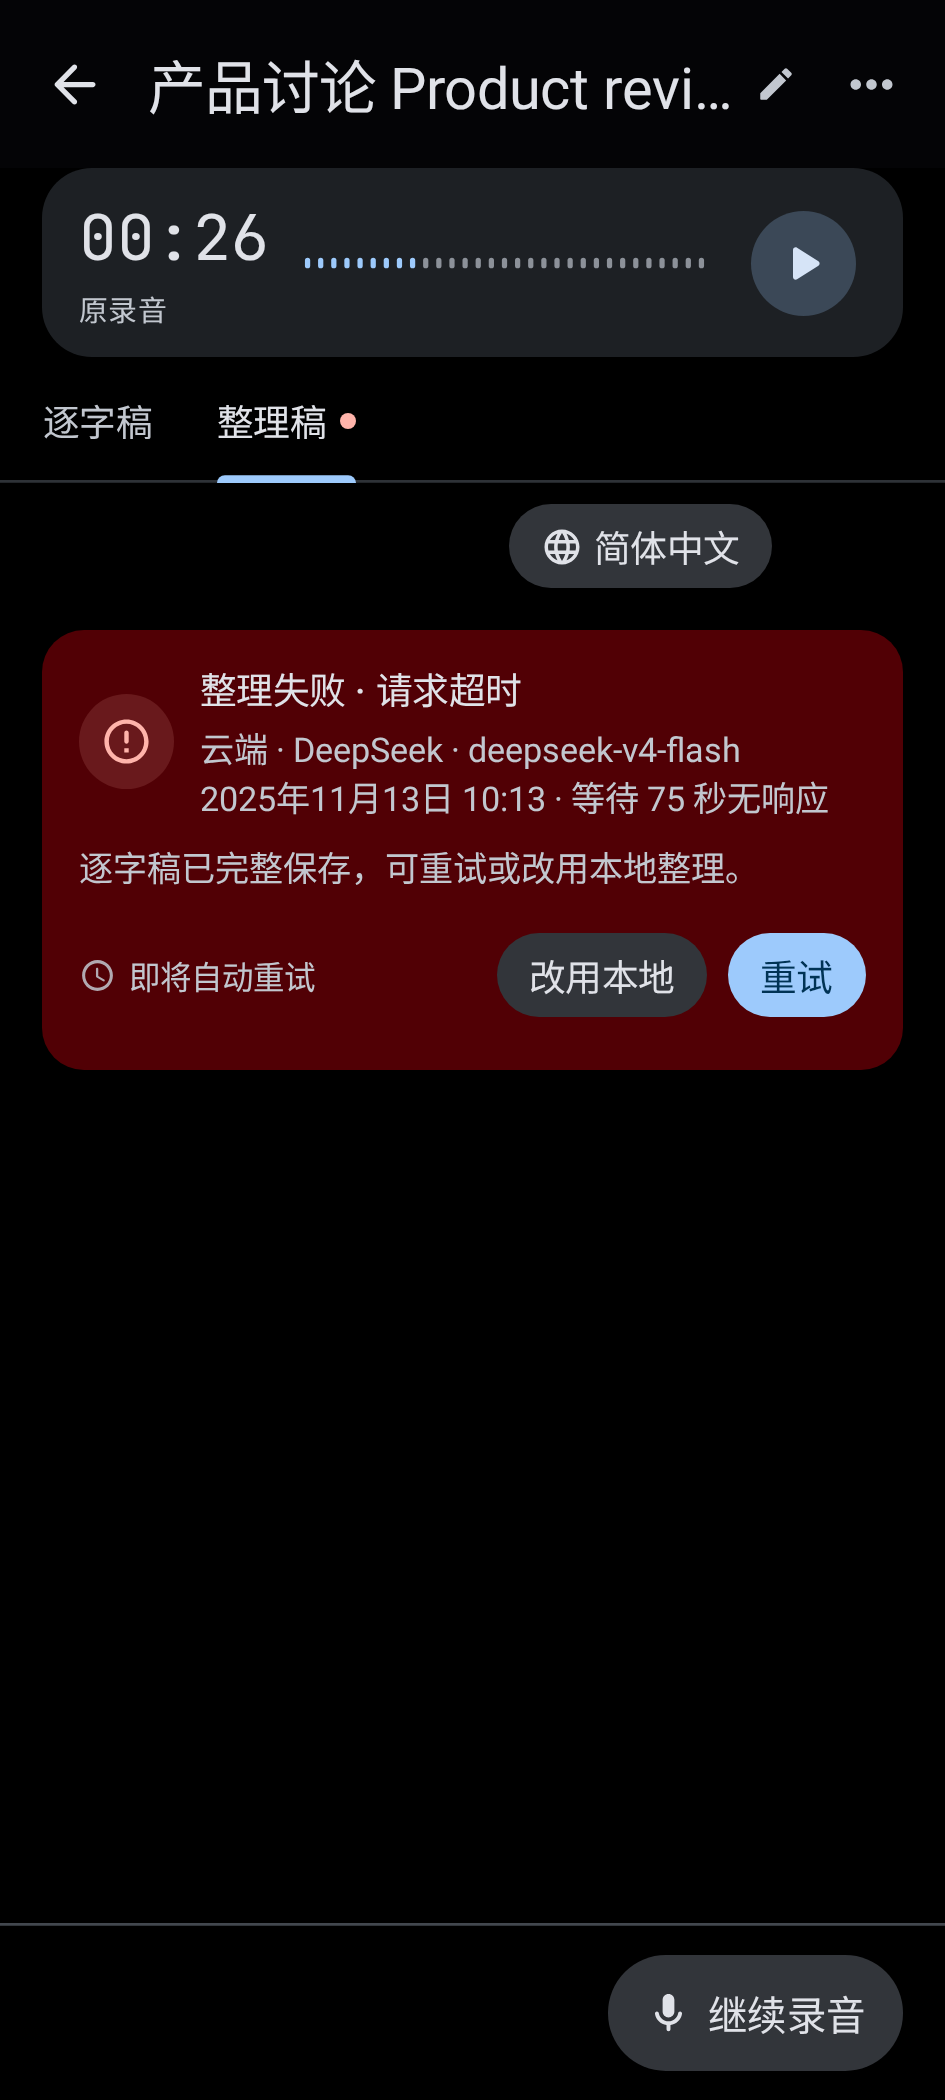 产品讨论 Product revi...
00:26
原录音
逐字稿
整理稿
简体中文
整理失败 · 请求超时
云端 · DeepSeek · deepseek-v4-flash
2025年11月13日 10:13 · 等待 75 秒无响应
逐字稿已完整保存，可重试或改用本地整理。
即将自动重试
改用本地
重试
继续录音